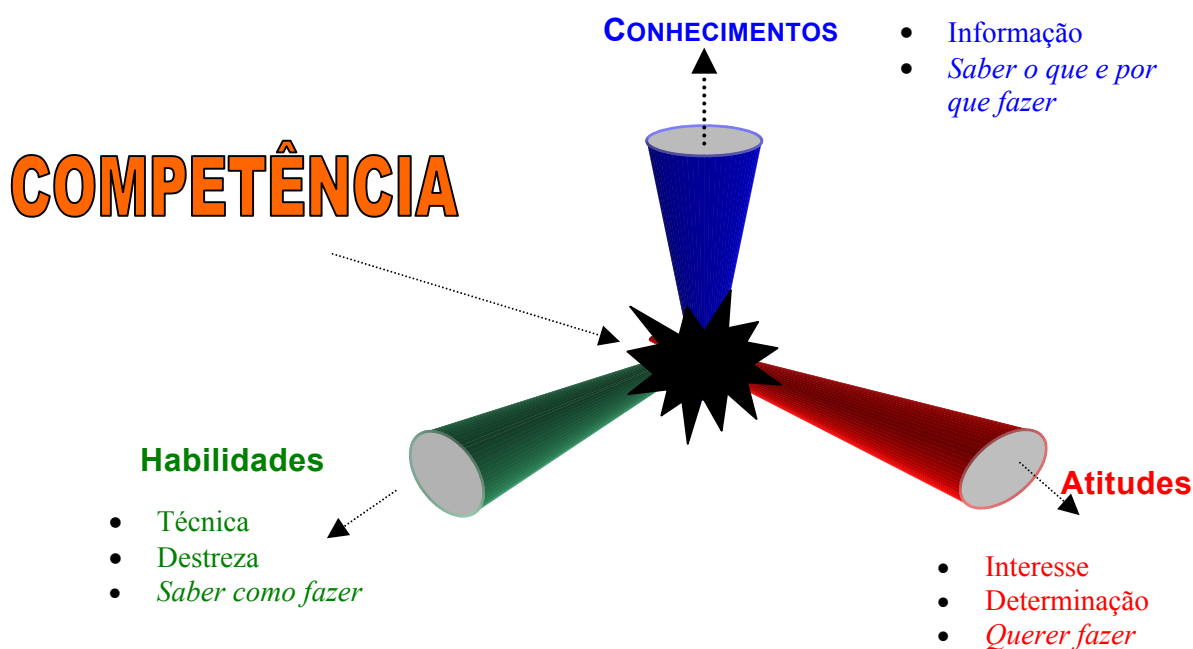 CONHECIMENTOS
• Informação
• Saber o que e por
que fazer
COMPETÊNCIA
Habilidades
• Técnica
• Destreza
• Saber como fazer
Atitudes
• Interesse
• Determinação
• Querer fazer